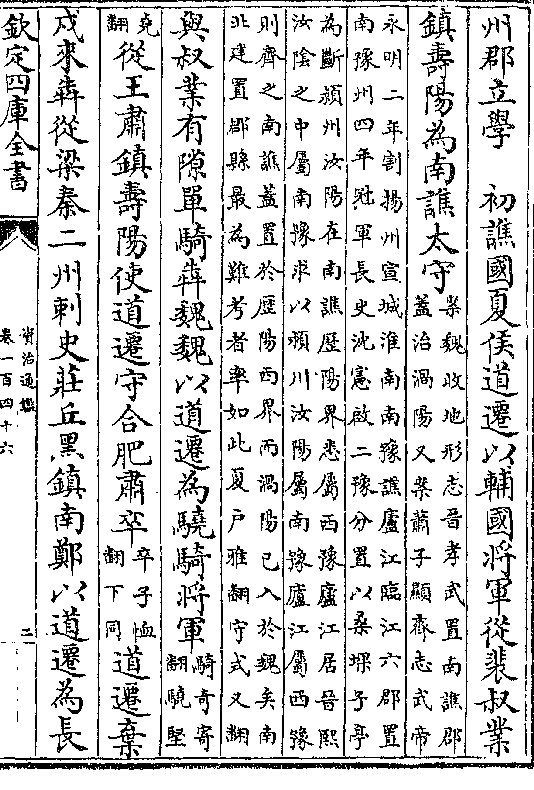 州郡立學　初譙國夏侯道遷以輔國將軍從裴叔業
鎮壽陽為南譙太守
案魏收地形志晉孝武置南譙郡
蓋治渦陽又案蕭子顯齊志武帝
永明二年割揚州宣城淮南南豫譙廬江臨江六郡置
南豫州四年冠軍長史沈憲啟二豫分置以桑堁子亭
為斷潁州汝陽在南譙歴陽界悉屬西豫廬江居晉熙
汝陰之中屬南豫求以潁川汝陽屬南豫廬江屬西豫
則齊之南譙蓋置於歴陽西界而渦陽已入於魏矣南
北建置郡縣最為難考者率如此夏戶雅翻守式又翻
與叔業有隙單騎犇魏魏以道遷為驍騎將軍
騎奇寄
翻驍堅
堯
翻
從王肅鎮壽陽使道遷守合肥肅卒
卒子恤
翻下同
道遷棄
戍來犇從梁秦二州刺史莊丘黑鎮南鄭以道遷為長
欽定四庫全書
資治通鑑
卷一百四十六
二